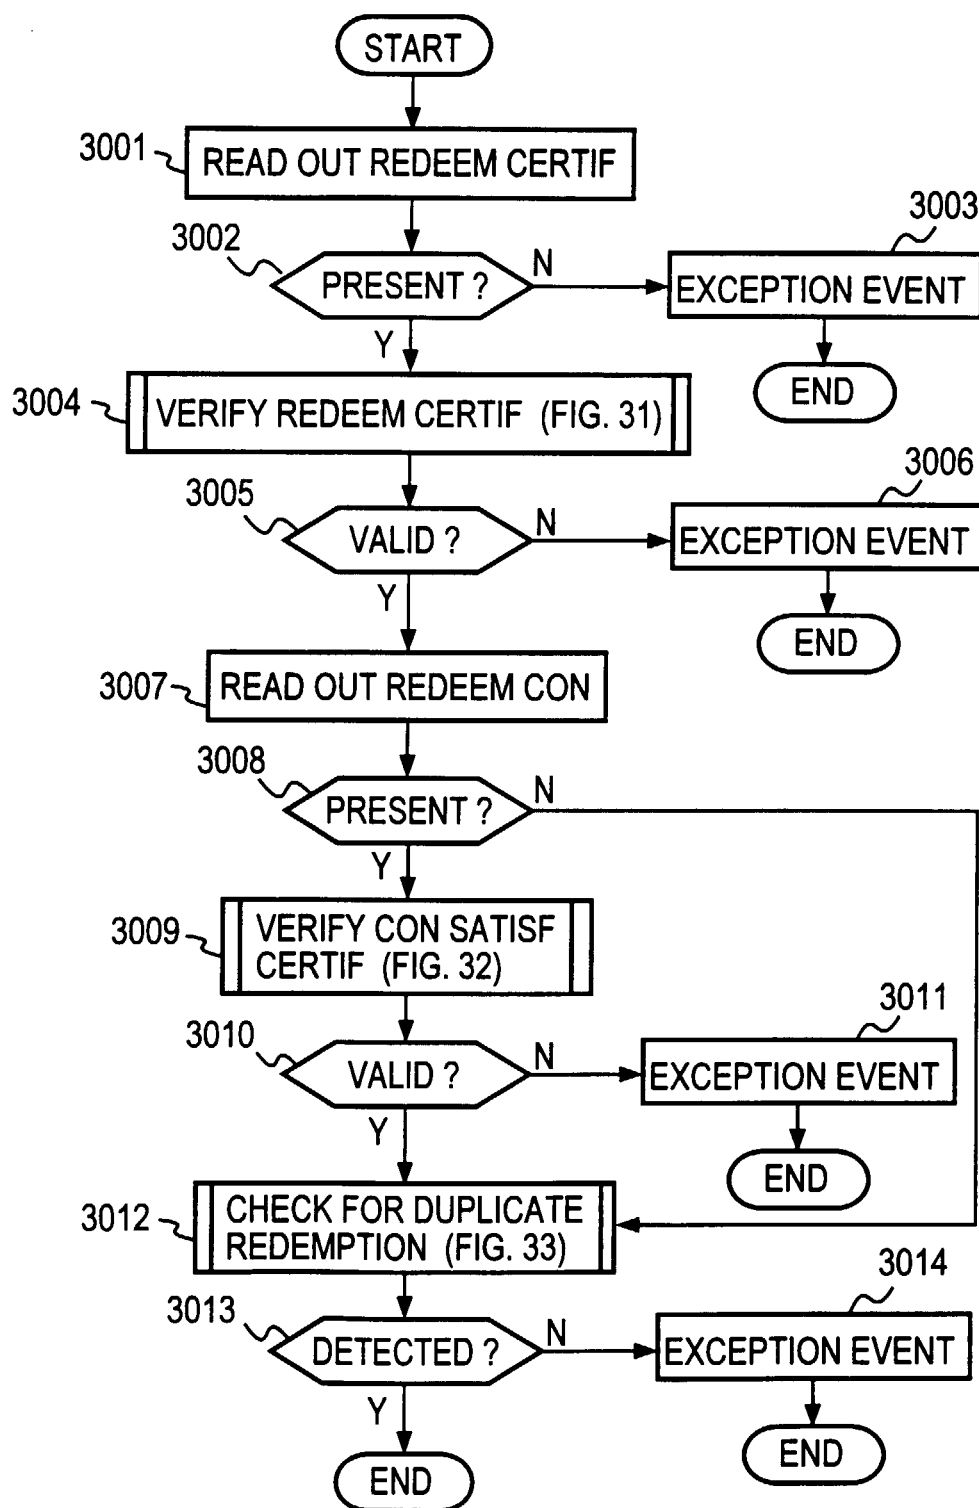 START
3001
READ OUT REDEEM CERTIF
3002
PRESENT ?
N
3003
EXCEPTION EVENT
Y
END
3004
VERIFY REDEEM CERTIF (FIG. 31)
3005
VALID ?
N
3006
EXCEPTION EVENT
Y
END
3007
READ OUT REDEEM CON
3008
PRESENT ?
N
Y
3009
VERIFY CON SATISF
CERTIF (FIG. 32)
3010
VALID ?
N
3011
EXCEPTION EVENT
Y
END
3012
CHECK FOR DUPLICATE
REDEMPTION (FIG. 33)
3013
DETECTED ?
N
3014
EXCEPTION EVENT
Y
END
END